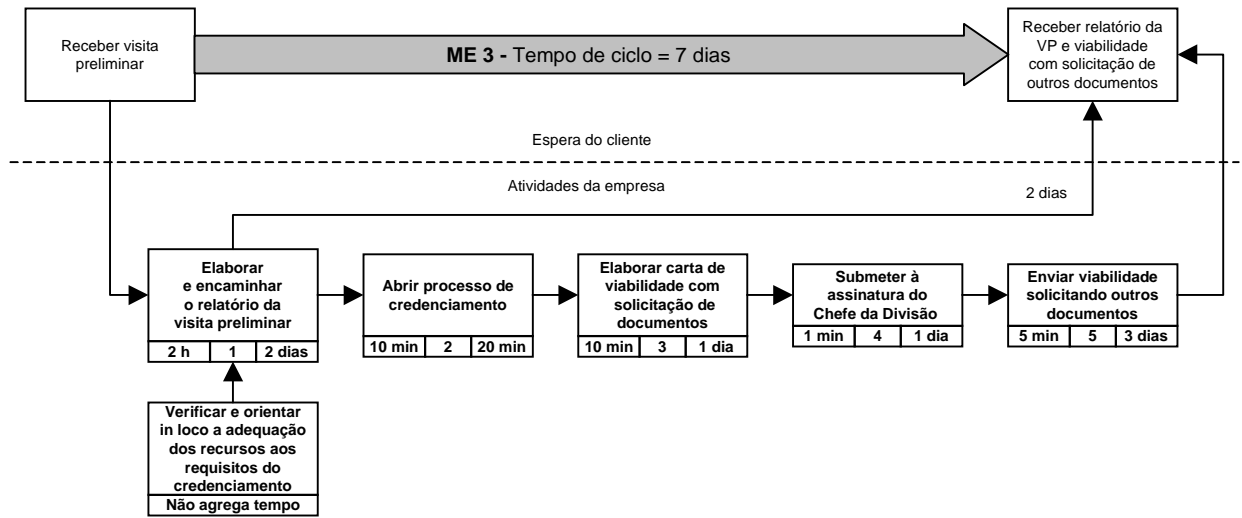 Receber visita
preliminar
ME 3 - Tempo de ciclo = 7 dias
Receber relatório da
VP e viabilidade
com solicitação de
outros documentos
Espera do cliente
Atividades da empresa
2 dias
Elaborar
e encaminhar
o relatório da
visita preliminar
2 h 1 2 dias
Abrir processo de
credenciamento
10 min 2 20 min
Elaborar carta de
viabilidade com
solicitação de
documentos
10 min 3 1 dia
Submeter à
assinatura do
Chefe da Divisão
1 min 4 1 dia
Enviar viabilidade
solicitando outros
documentos
5 min 5 3 dias
Verificar e orientar
in loco a adequação
dos recursos aos
requisitos do
credenciamento
Não agrega tempo